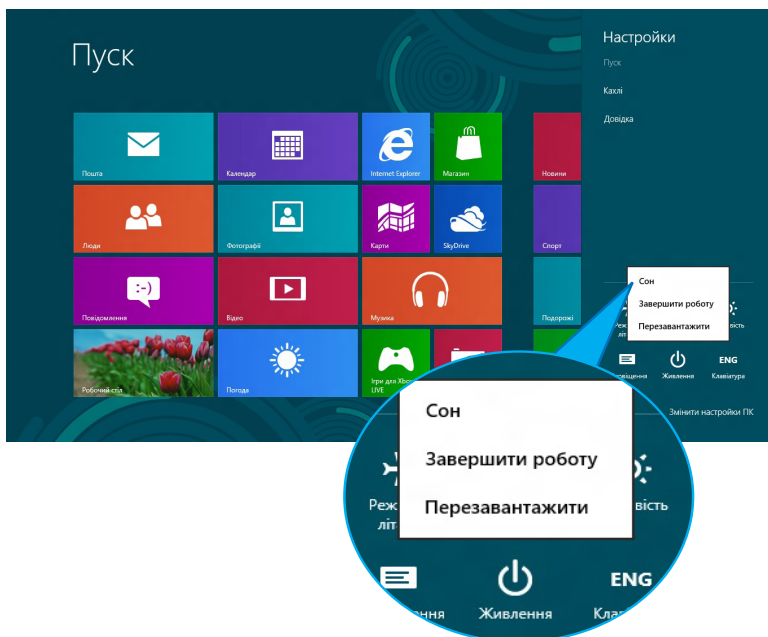 Пуск
Настройки
Пуск
Кахлі
Довідка
Пошта
Календар
Internet Explorer
Магазин
Новини
Люди
Фотографії
Карти
SkyDrive
Спорт
Повідомлення
Відео
Музика
Подорожі
Робочий стіл
Погода
Ігри для Xbox
LIVE
Сон
Завершити роботу
Перезавантажити
ENG
Живлення
Клавіатура
Змінити настройки ПК
Сон
Завершити роботу
Перезавантажити
ENG
Живлення